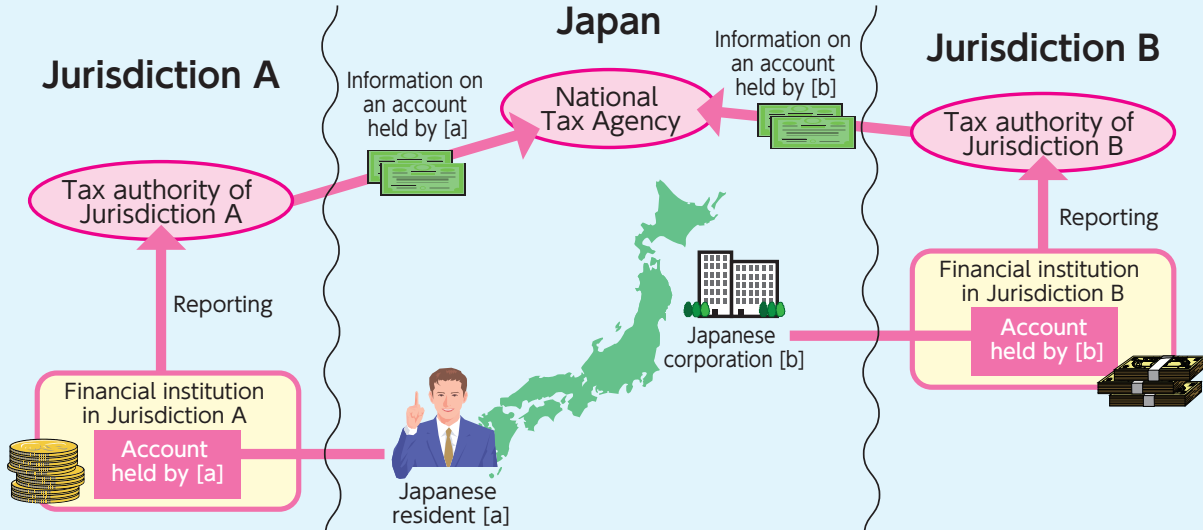 Japan
Jurisdiction A
Jurisdiction B
Information on
an account
held by [a]
National
Tax Agency
Information on
an account
held by [b]
Tax authority of
Jurisdiction A
Tax authority of
Jurisdiction B
Reporting
Reporting
Financial institution
in Jurisdiction A
Account
held by [a]
Japanese
resident [a]
Japanese
corporation [b]
Financial institution
in Jurisdiction B
Account
held by [b]